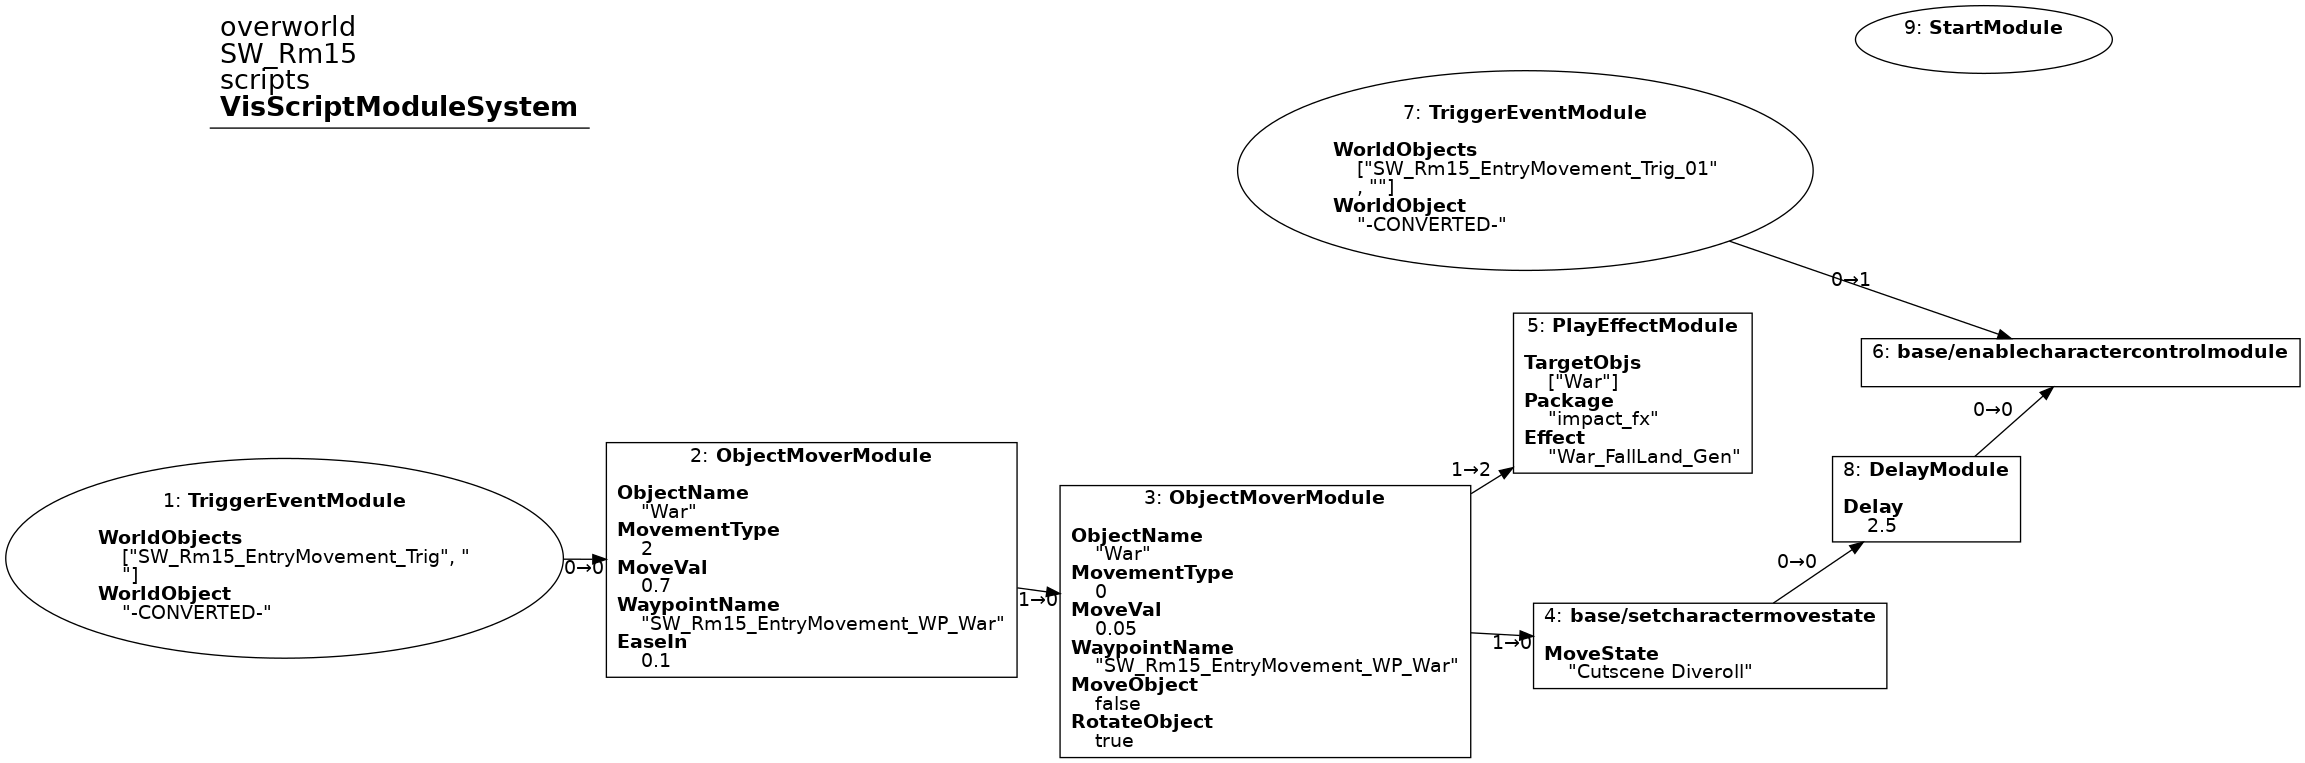 overworld
SW_Rm15
scripts
VisScriptModuleSystem
9: StartModule
7: TriggerEventModule
WorldObjects
["SW_Rm15_EntryMovement_Trig_01"
, ""]
WorldObject
"-CONVERTED-"
0→1
5: PlayEffectModule
TargetObjs
["War"]
Package
"impact_fx"
Effect
"War_FallLand_Gen"
6: base/enablecharactercontrolmodule
0→0
1→2
8: DelayModule
Delay
2.5
1: TriggerEventModule
WorldObjects
["SW_Rm15_EntryMovement_Trig", "
"]
WorldObject
"-CONVERTED-"
0→0
2: ObjectMoverModule
ObjectName
"War"
MovementType
2
MoveVal
0.7
WaypointName
"SW_Rm15_EntryMovement_WP_War"
EaseIn
0.1
1→0
3: ObjectMoverModule
ObjectName
"War"
MovementType
0
MoveVal
0.05
WaypointName
"SW_Rm15_EntryMovement_WP_War"
MoveObject
false
RotateObject
true
1→0
0→0
4: base/setcharactermovestate
MoveState
"Cutscene Diveroll"